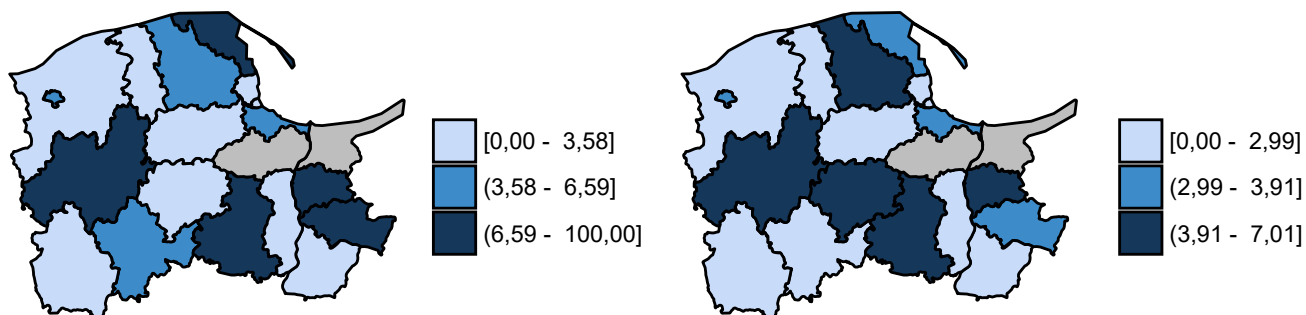 [0,00 - 3,58]
(3,58 - 6,59]
(6,59 - 100,00]
[0,00 - 2,99]
(2,99 - 3,91]
(3,91 - 7,01]